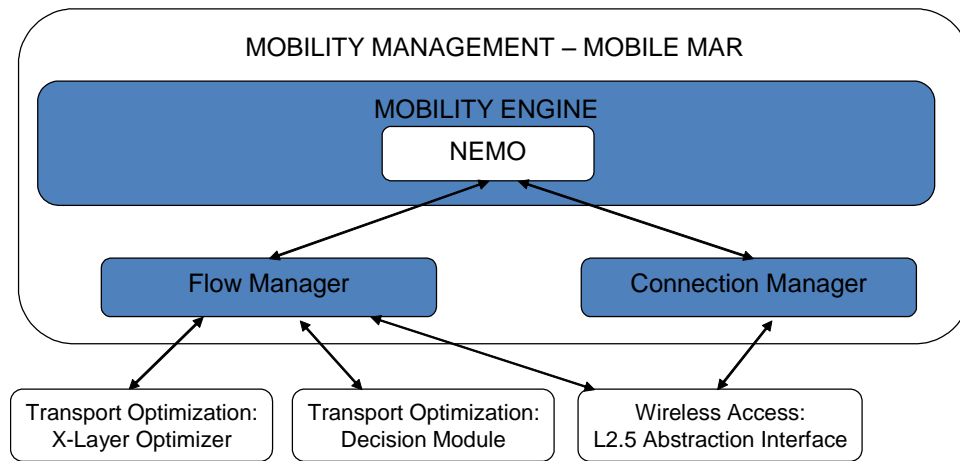 MOBILITY MANAGEMENT – MOBILE MAR
MOBILITY ENGINE
NEMO
Flow Manager
Connection Manager
Transport Optimization:
X-Layer Optimizer
Transport Optimization:
Decision Module
Wireless Access:
L2.5 Abstraction Interface